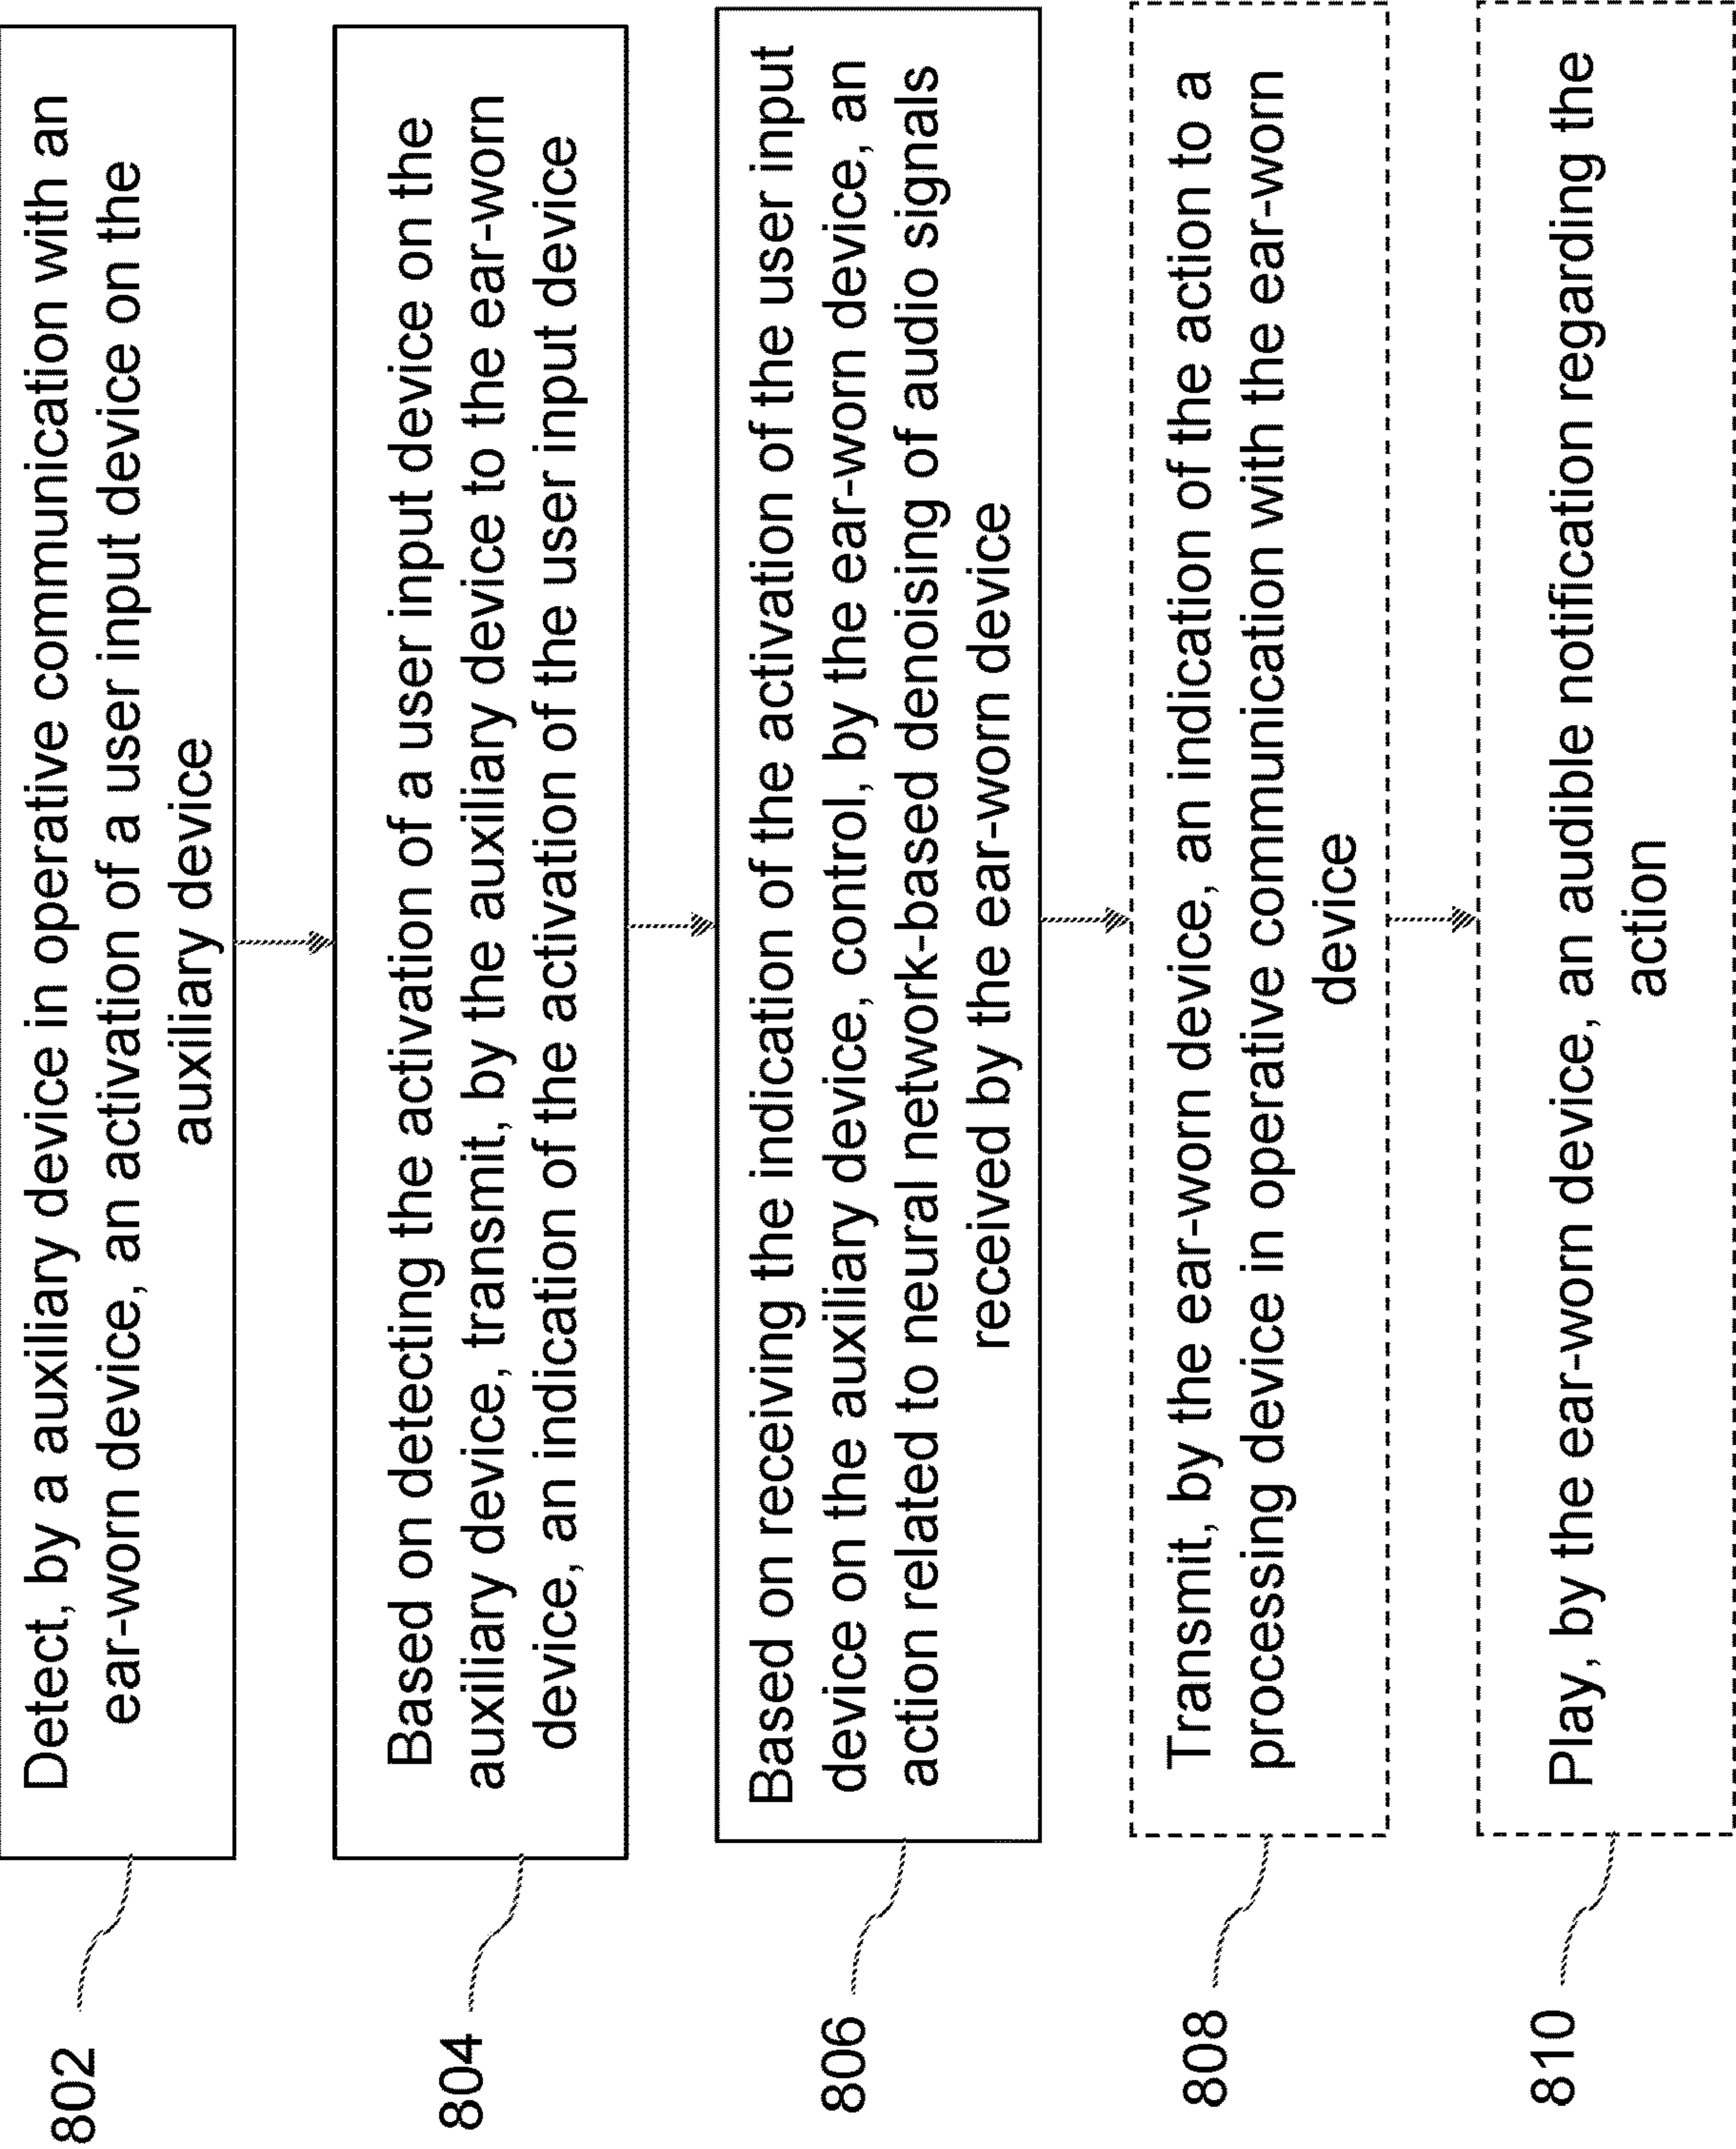 802
Detect, by a auxiliary device in operative communication with an
ear-worn device, an activation of a user input device on the
auxiliary device
804
Based on detecting the activation of a user input device on the
auxiliary device, transmit, by the auxiliary device to the ear-worn
device, an indication of the activation of the user input device
806
Based on receiving the indication of the activation of the user input
device on the auxiliary device, control, by the ear-worn device, an
action related to neural network-based denoising of audio signals
received by the ear-worn device
808
Transmit, by the ear-worn device, an indication of the action to a
processing device in operative communication with the ear-worn
device
810
Play, by the ear-worn device, an audible notification regarding the
action